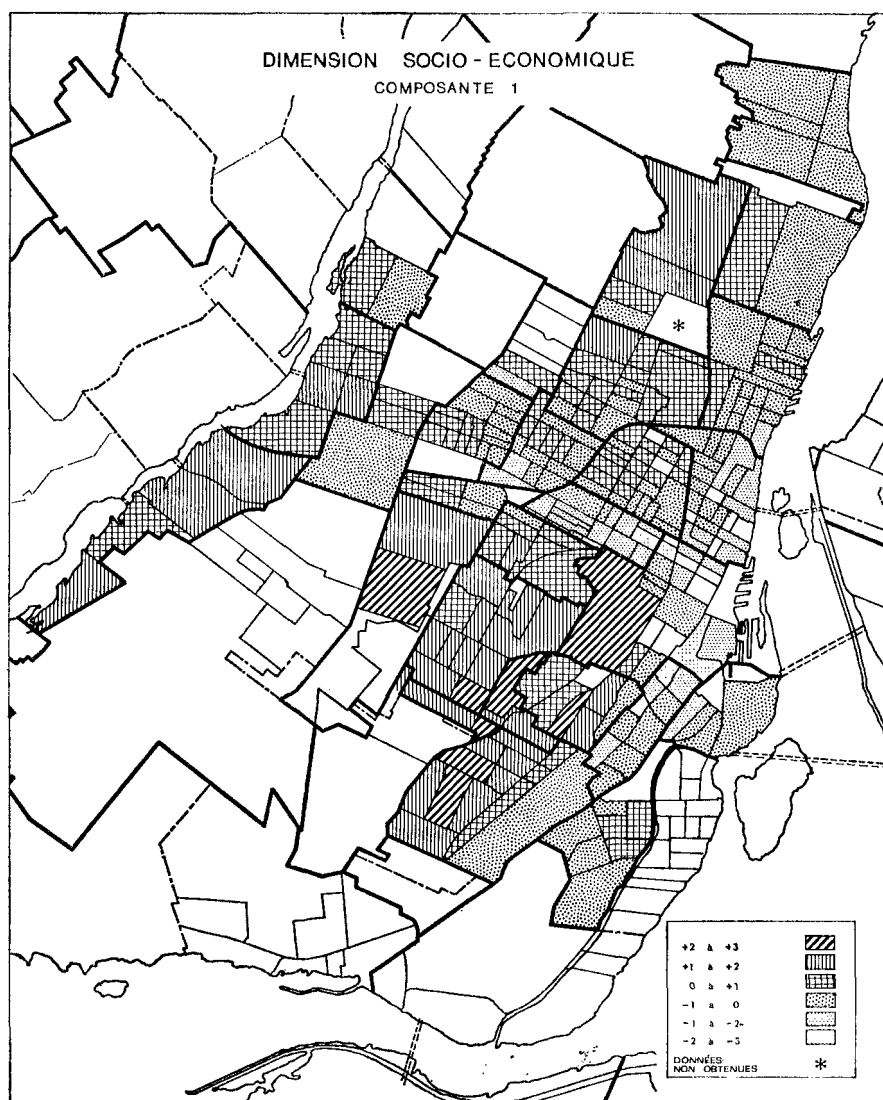 DIMENSION SOCIO-ECONOMIQUE
COMPOSANTE 1
*
+2 à +3
+1 à +2
0 à +1
-1 à 0
-1 à -2
-2 à -3
DONNÉES
NON OBTENUES *